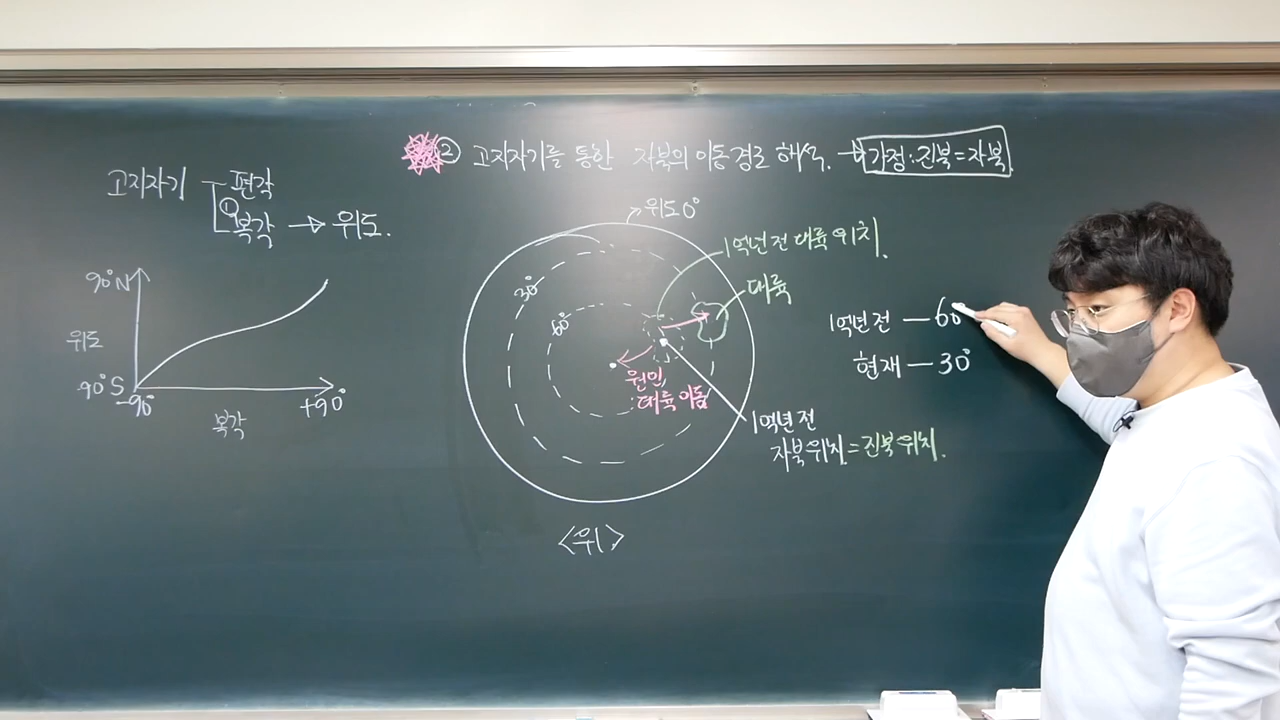 ② 고지자기를 통한 자북의 이동경로 해석. → 가정:진북=자북
고지자기 편각
① 복각 → 위도.
90°N
위도
-90°S
-90°
+90°
복각
위도0°
30°
60°
1억년전 대륙위치.
대륙
원인,
대륙이동
1억년전
자북위치.=진북위치.
<위>
1억년전 — 60°
현재 — 30°